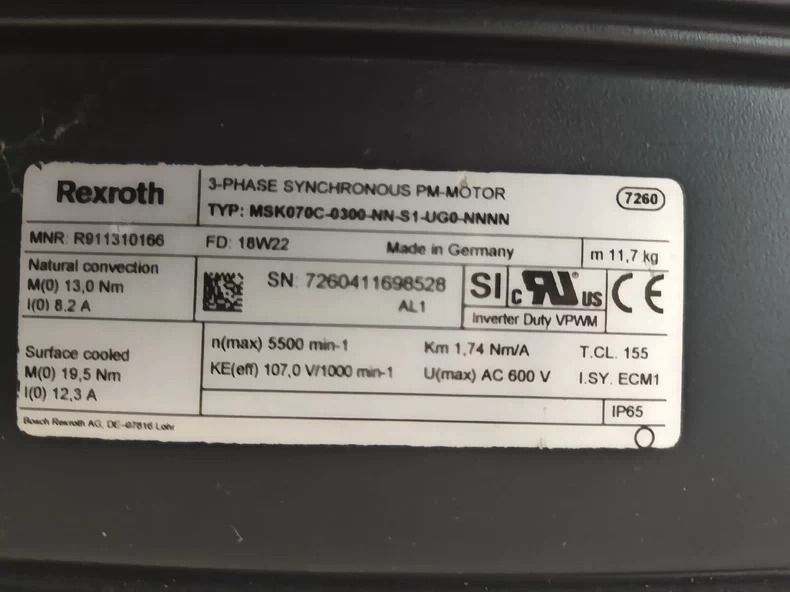 Rexroth
3-PHASE SYNCHRONOUS PM-MOTOR
7260
TYP: MSK070C-0300-NN-S1-UG0-NNNN
MNR: R911310166
FD: 18W22
Made in Germany
m 11,7 kg
Natural convection
M(0) 13,0 Nm
I(0) 8.2 A
SN: 7260411698528
AL1
SI
c RU US
CE
Inverter Duty VPWM
Surface cooled
M(0) 19,5 Nm
I(0) 12,3 A
n(max) 5500 min-1
Km 1,74 Nm/A
T.CL. 155
KE(eff) 107,0 V/1000 min-1
U(max) AC 600 V
I.SY. ECM1
IP65
Bosch Rexroth AG, DE-97816 Lohr